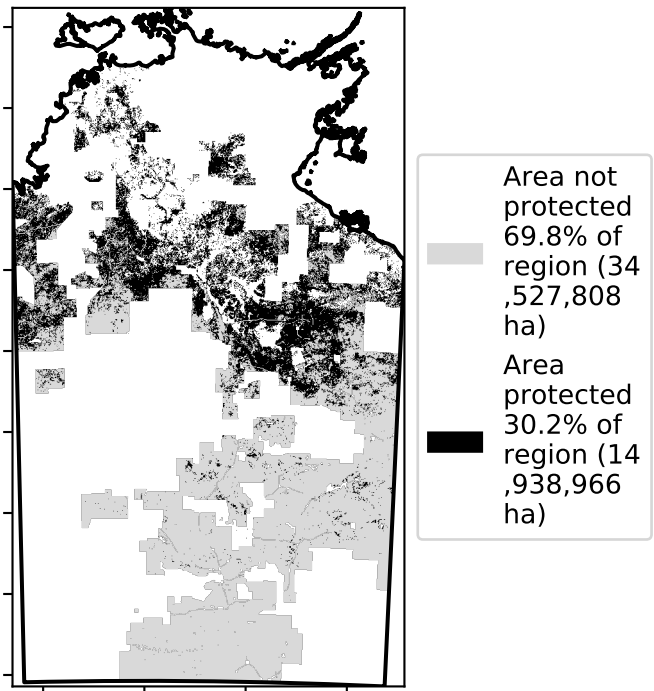 Area not
protected
69.8% of
region (34
,527,808
ha)
Area
protected
30.2% of
region (14
,938,966
ha)